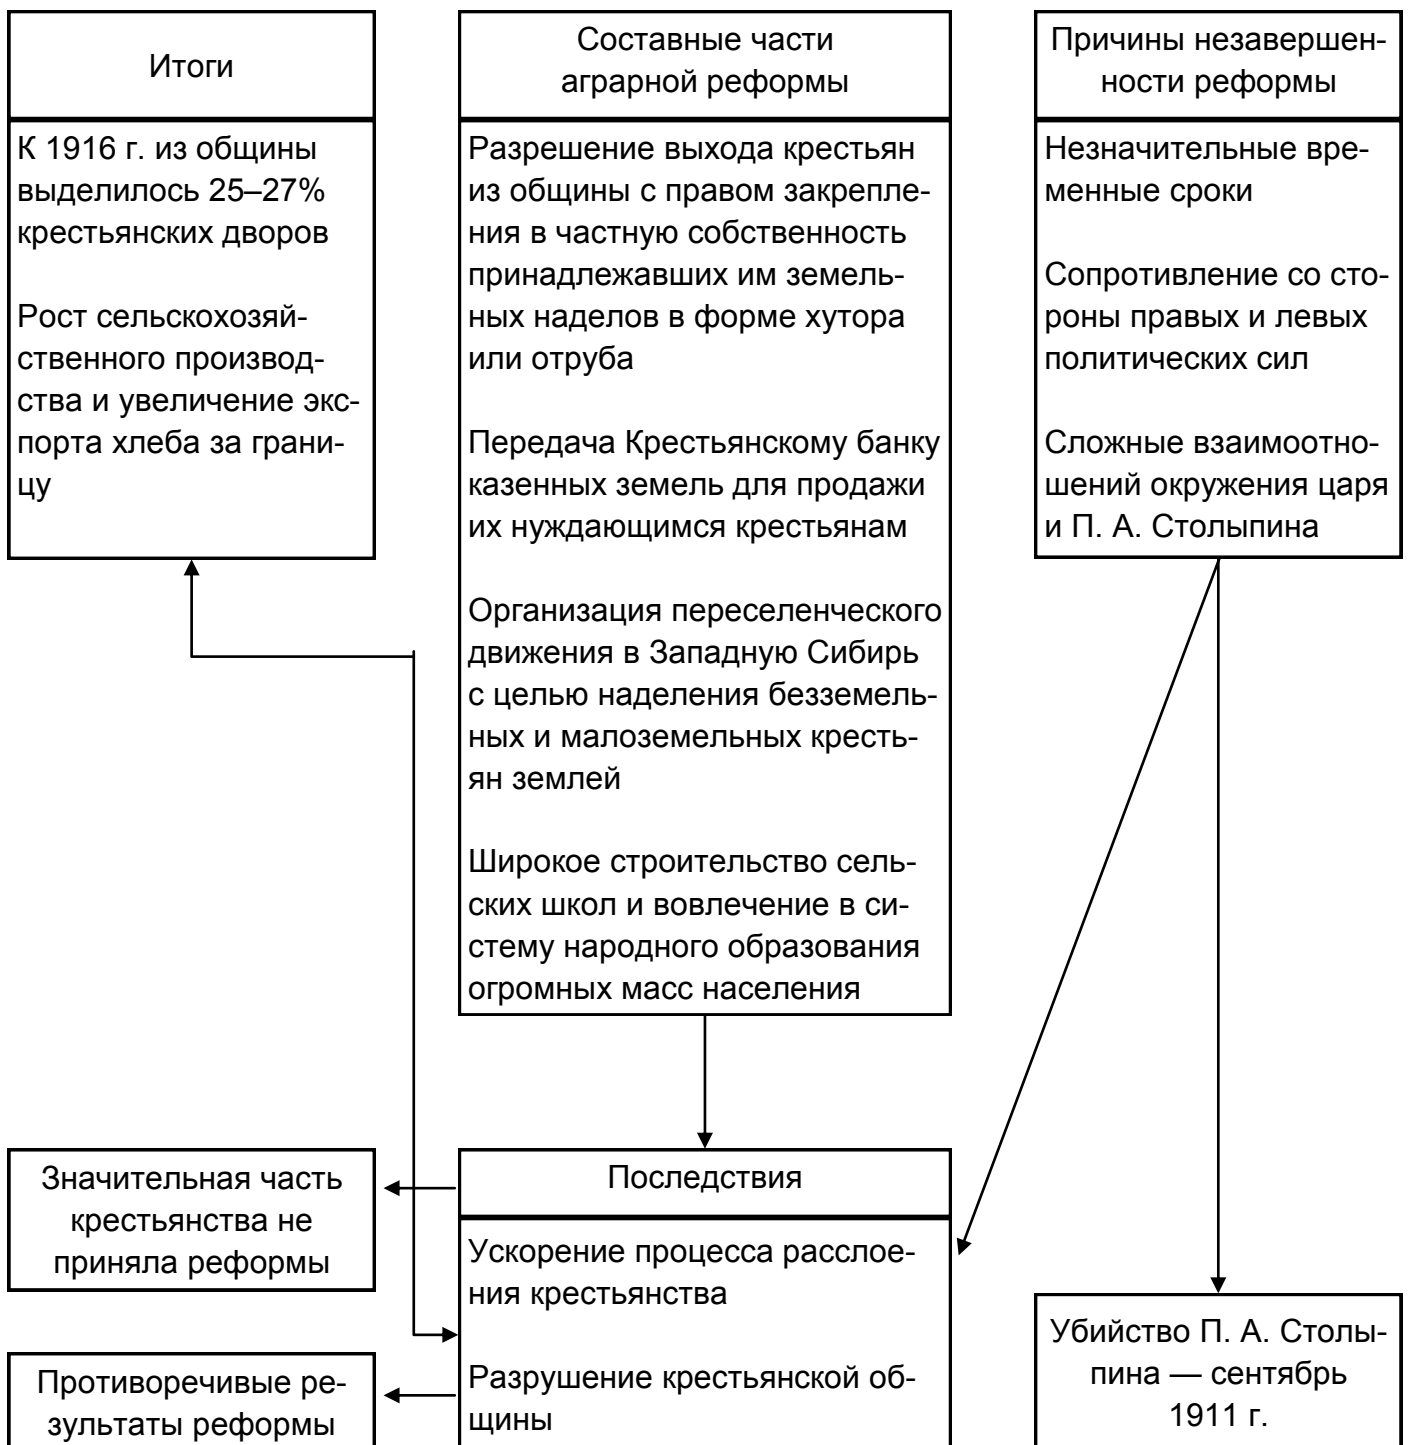 Итоги
К 1916 г. из общины
выделилось 25–27%
крестьянских дворов
Рост сельскохозяй-
ственного производ-
ства и увеличение экс-
порта хлеба за грани-
цу
Составные части
аграрной реформы
Разрешение выхода крестьян
из общины с правом закрепле-
ния в частную собственность
принадлежавших им земель-
ных наделов в форме хутора
или отруба
Передача Крестьянскому банку
казенных земель для продажи
их нуждающимся крестьянам
Организация переселенческого
движения в Западную Сибирь
с целью наделения безземель-
ных и малоземельных кресть-
ян землей
Широкое строительство сель-
ских школ и вовлечение в си-
стему народного образования
огромных масс населения
Причины незавершен-
ности реформы
Незначительные вре-
менные сроки
Сопротивление со сто-
роны правых и левых
политических сил
Сложные взаимоотно-
шений окружения царя
и П. А. Столыпина
Значительная часть
крестьянства не
приняла реформы
Противоречивые ре-
зультаты реформы
Последствия
Ускорение процесса расслое-
ния крестьянства
Разрушение крестьянской об-
щины
Убийство П. А. Столы-
пина — сентябрь
1911 г.